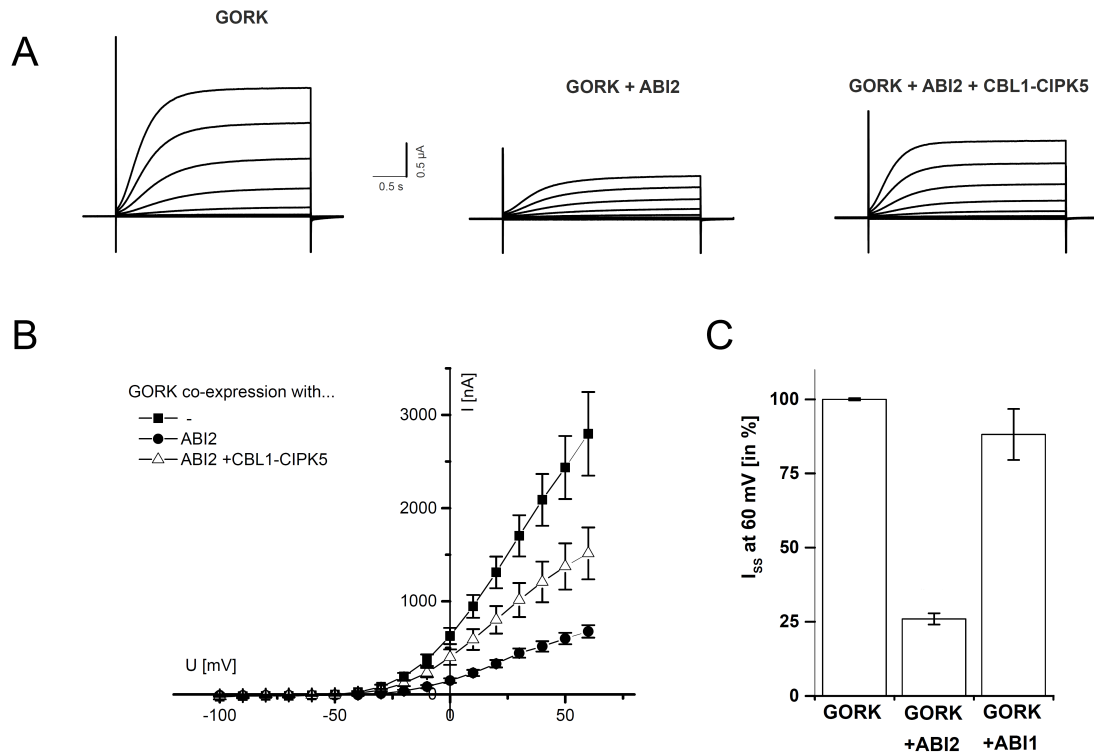 A
GORK
GORK + ABI2
GORK + ABI2 + CBL1-CIPK5
0.5 µA
0.5 s
B
GORK co-expression with...
-
ABI2
ABI2 +CBL1-CIPK5
I [nA]
3000
2000
1000
0
U [mV]
-100
-50
0
50
C
I_ss at 60 mV [in %]
100
75
50
25
0
GORK
GORK
+ABI2
GORK
+ABI1